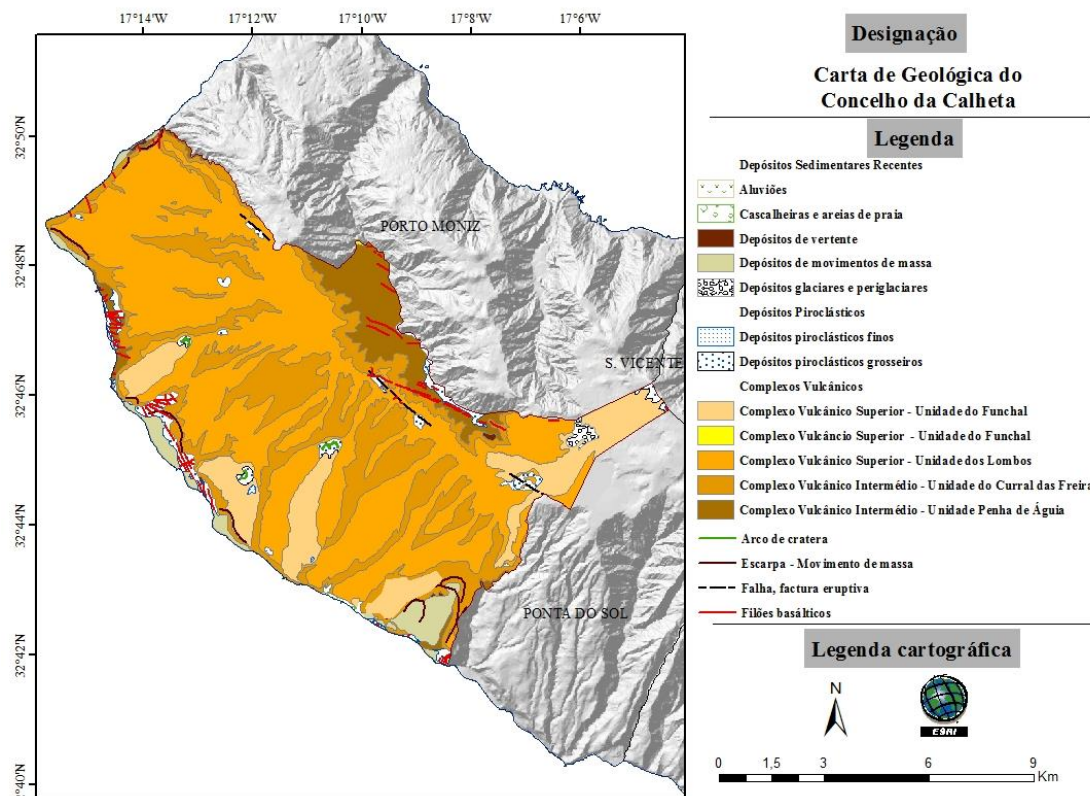 17°14'W 17°12'W 17°10'W 17°8'W 17°6'W
32°50'N
32°48'N
32°46'N
32°44'N
32°42'N
32°40'N
PORTO MONIZ
S. VICENTE
PONTA DO SOL
Designação
Carta de Geológica do
Concelho da Calheta
Legenda
Depósitos Sedimentares Recentes
Aluviões
Cascalheiras e areias de praia
Depósitos de vertente
Depósitos de movimentos de massa
Depósitos glaciares e periglaciares
Depósitos Piroclásticos
Depósitos piroclásticos finos
Depósitos piroclásticos grosseiros
Complexos Vukânicos
Complexo Vukânico Superior - Unidade do Funchal
Complexo Vukâncio Superior - Unidade do Funchal
Complexo Vukânico Superior - Unidade dos Lombos
Complexo Vukânico Intermédio - Unidade do Curral das Freira
Complexo Vukânico Intermédio - Unidade Penha de Águia
Arco de cratera
Escarpa - Movimento de massa
Falha, factura eruptiva
Filões basálticos
Legenda cartográfica
N
ESRI
0 1,5 3 6 9
Km